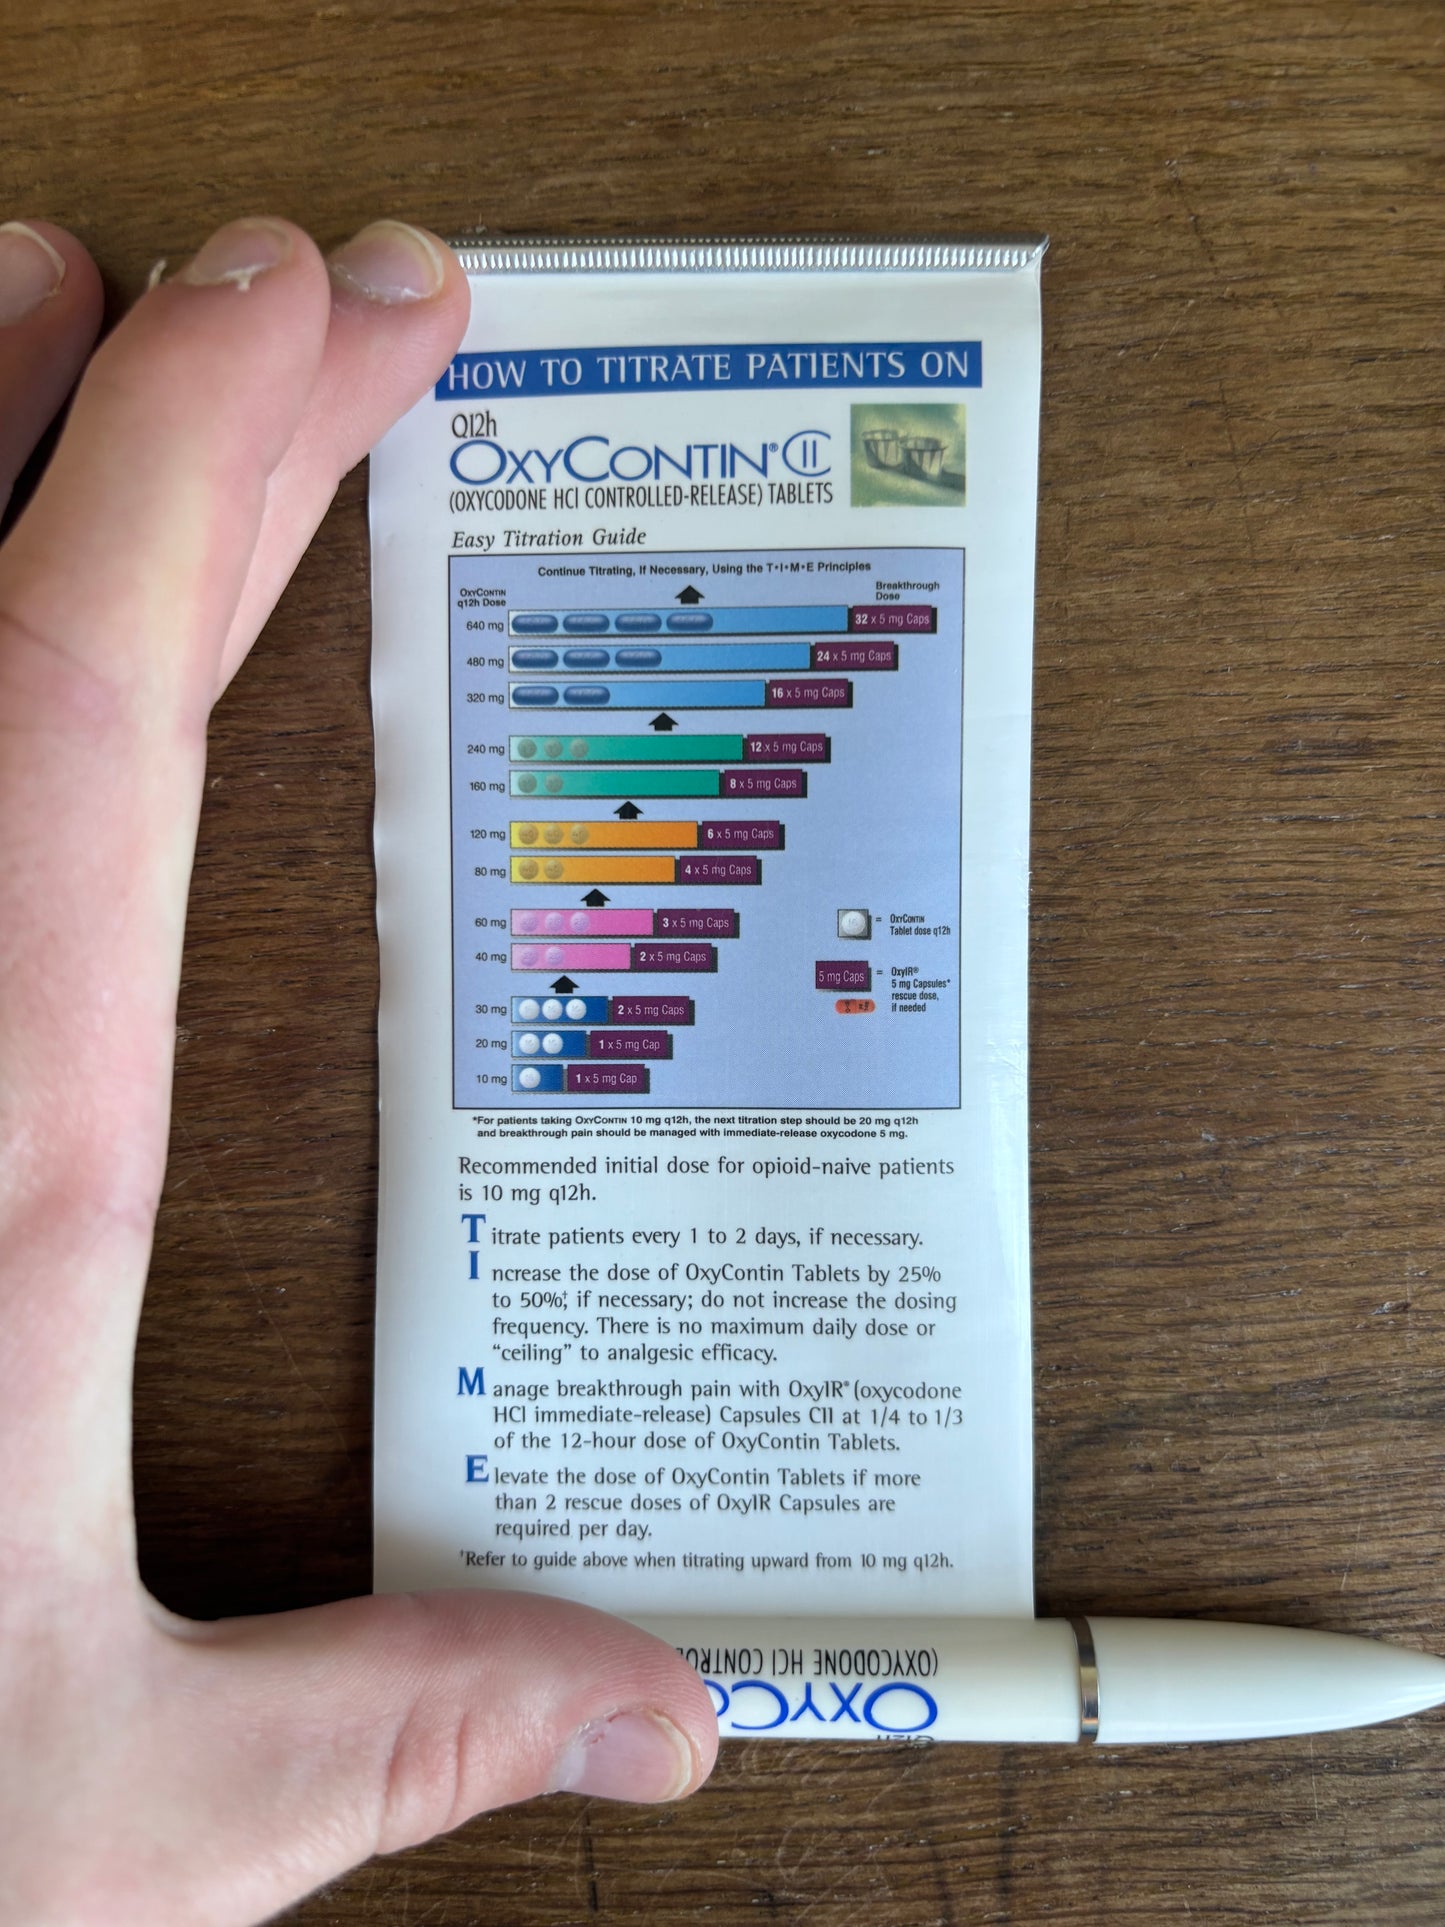 HOW TO TITRATE PATIENTS ON
Q12h
OXYCONTIN® CII
(OXYCODONE HCl CONTROLLED-RELEASE) TABLETS
Easy Titration Guide
Continue Titrating, If Necessary, Using the T•I•M•E Principles
OXYCONTIN
q12h Dose
Breakthrough
Dose
640 mg 32 x 5 mg Caps
480 mg 24 x 5 mg Caps
320 mg 16 x 5 mg Caps
240 mg 12 x 5 mg Caps
160 mg 8 x 5 mg Caps
120 mg 6 x 5 mg Caps
80 mg 4 x 5 mg Caps
60 mg 3 x 5 mg Caps
40 mg 2 x 5 mg Caps
30 mg 2 x 5 mg Caps
20 mg 1 x 5 mg Cap
10 mg 1 x 5 mg Cap
= OXYCONTIN
Tablet dose q12h
5 mg Caps = OxyIR®
5 mg Capsules*
rescue dose,
if needed
*For patients taking OXYCONTIN 10 mg q12h, the next titration step should be 20 mg q12h
and breakthrough pain should be managed with immediate-release oxycodone 5 mg.
Recommended initial dose for opioid-naive patients
is 10 mg q12h.
Titrate patients every 1 to 2 days, if necessary.
Increase the dose of OxyContin Tablets by 25%
to 50%†, if necessary; do not increase the dosing
frequency. There is no maximum daily dose or
“ceiling” to analgesic efficacy.
Manage breakthrough pain with OxyIR® (oxycodone
HCl immediate-release) Capsules CII at 1/4 to 1/3
of the 12-hour dose of OxyContin Tablets.
Elevate the dose of OxyContin Tablets if more
than 2 rescue doses of OxyIR Capsules are
required per day.
†Refer to guide above when titrating upward from 10 mg q12h.
(OXYCODONE HCl
Q12H